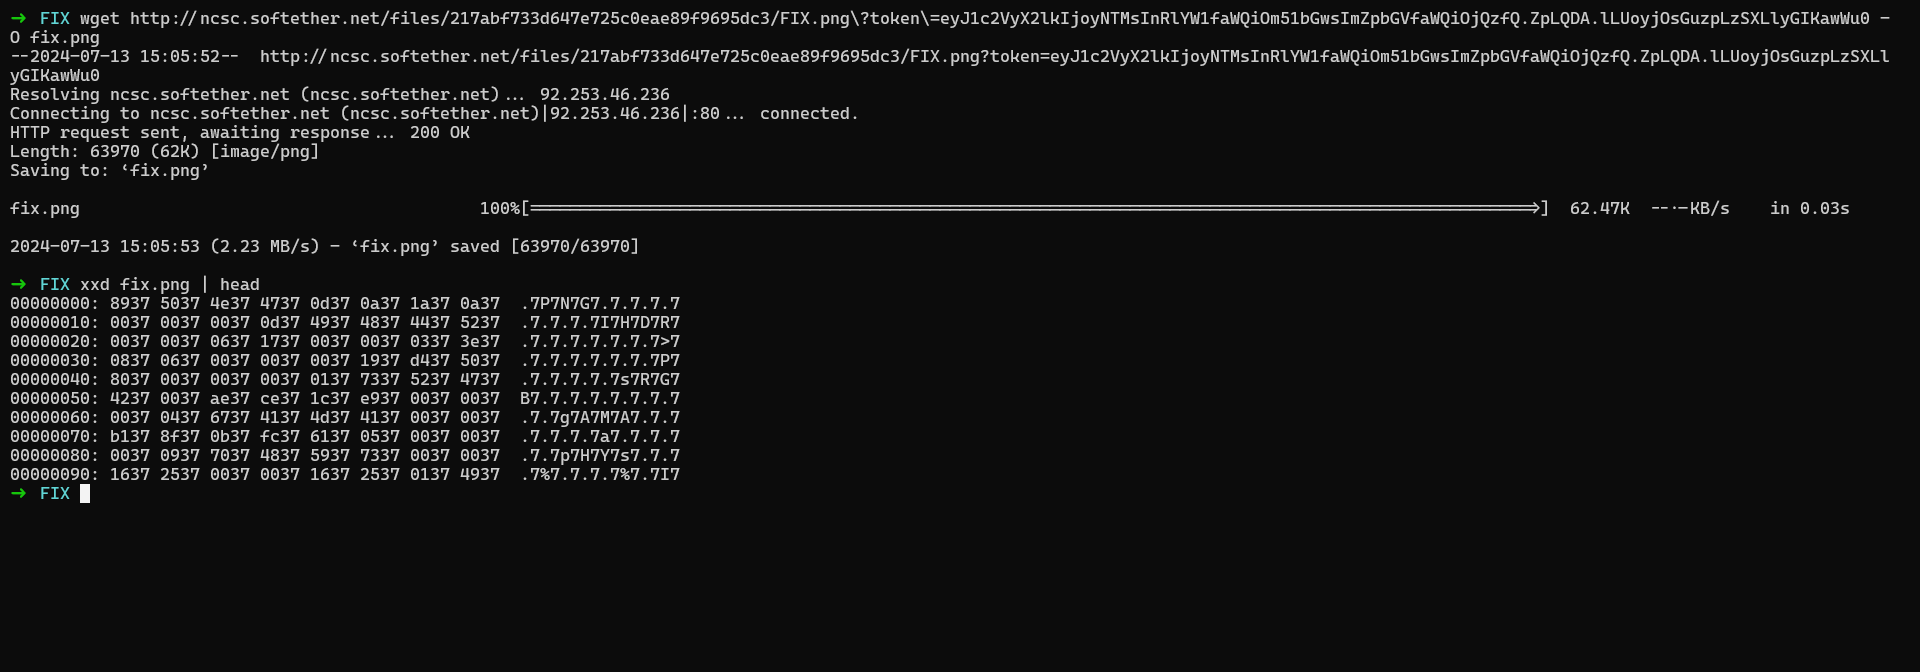 → FIX wget http://ncsc.softether.net/files/217abf733d647e725c0eae89f9695dc3/FIX.png\?token\=eyJ1c2VyX2lkIjoyNTMsInRlYW1faWQiOm51bGwsImZpbGVfaWQiOjQzfQ.ZpLQDA.lLUoyjOsGuzpLzSXLlyGIKawWu0 -
O fix.png
--2024-07-13 15:05:52--  http://ncsc.softether.net/files/217abf733d647e725c0eae89f9695dc3/FIX.png?token=eyJ1c2VyX2lkIjoyNTMsInRlYW1faWQiOm51bGwsImZpbGVfaWQiOjQzfQ.ZpLQDA.lLUoyjOsGuzpLzSXLl
yGIKawWu0
Resolving ncsc.softether.net (ncsc.softether.net)... 92.253.46.236
Connecting to ncsc.softether.net (ncsc.softether.net)|92.253.46.236|:80... connected.
HTTP request sent, awaiting response... 200 OK
Length: 63970 (62K) [image/png]
Saving to: ‘fix.png’
fix.png 100%[===================================================>] 62.47K --.-KB/s in 0.03s
2024-07-13 15:05:53 (2.23 MB/s) - ‘fix.png’ saved [63970/63970]
→ FIX xxd fix.png | head
00000000: 8937 5037 4e37 4737 0d37 0a37 1a37 0a37  .7P7N7G7.7.7.7.7
00000010: 0037 0037 0037 0d37 4937 4837 4437 5237  .7.7.7.7I7H7D7R7
00000020: 0037 0037 0637 1737 0037 0037 0337 3e37  .7.7.7.7.7.7.7>7
00000030: 0837 0637 0037 0037 0037 1937 d437 5037  .7.7.7.7.7.7.7P7
00000040: 8037 0037 0037 0037 0137 7337 5237 4737  .7.7.7.7.7s7R7G7
00000050: 4237 0037 ae37 ce37 1c37 e937 0037 0037  B7.7.7.7.7.7.7.7
00000060: 0037 0437 6737 4137 4d37 4137 0037 0037  .7.7g7A7M7A7.7.7
00000070: b137 8f37 0b37 fc37 6137 0537 0037 0037  .7.7.7.7a7.7.7.7
00000080: 0037 0937 7037 4837 5937 7337 0037 0037  .7.7p7H7Y7s7.7.7
00000090: 1637 2537 0037 0037 1637 2537 0137 4937  .7%7.7.7.7%7.7I7
→ FIX